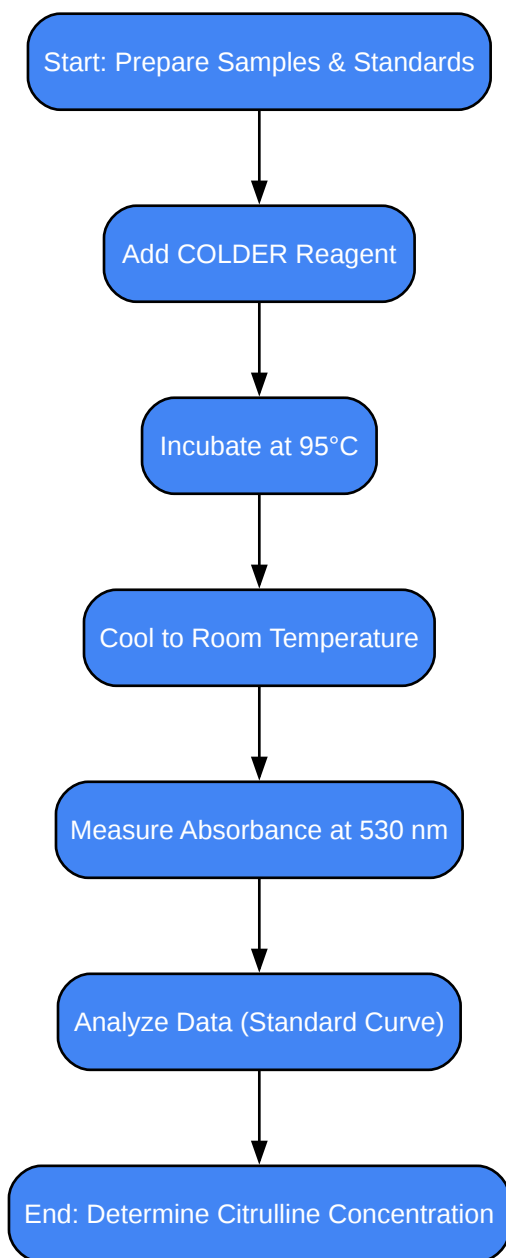 Start: Prepare Samples & Standards
Add COLDER Reagent
Incubate at 95°C
Cool to Room Temperature
Measure Absorbance at 530 nm
Analyze Data (Standard Curve)
End: Determine Citrulline Concentration